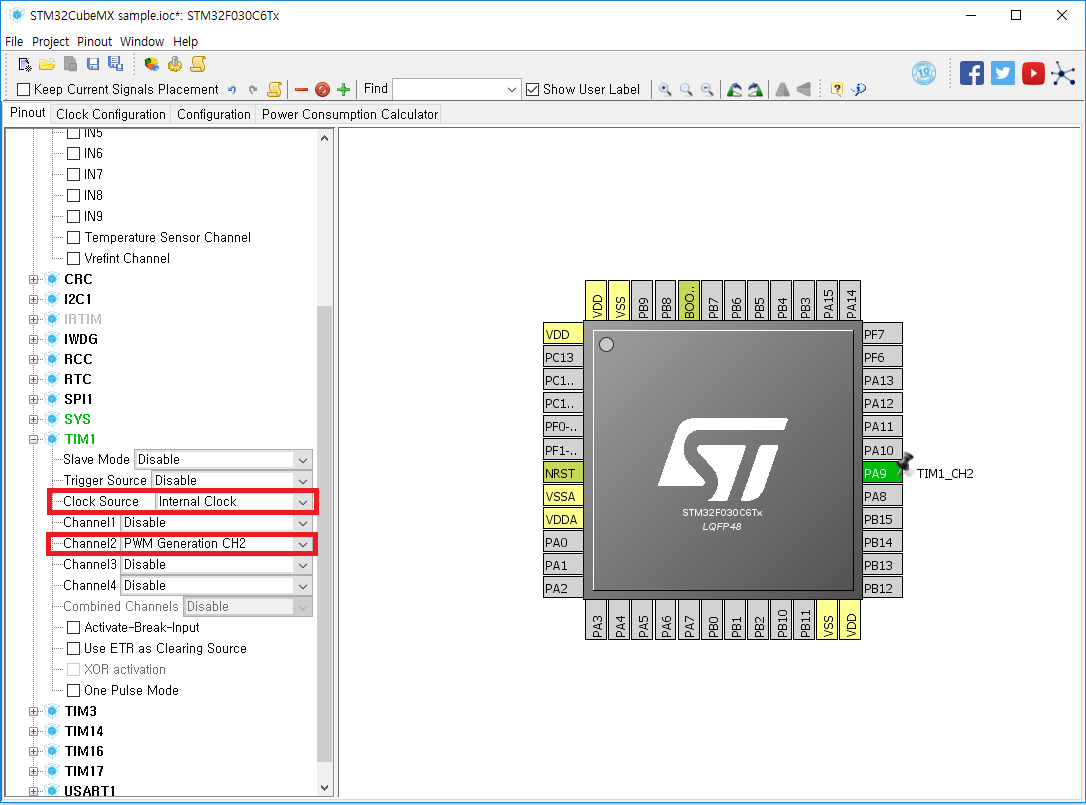 STM32CubeMX sample.ioc*: STM32F030C6Tx
File Project Pinout Window Help
10
Keep Current Signals Placement Find Show User Label
Pinout Clock Configuration Configuration Power Consumption Calculator
IN5
IN6
IN7
IN8
IN9
Temperature Sensor Channel
Vrefint Channel
CRC
I2C1
IRTIM
IWDG
RCC
RTC
SPI1
SYS
TIM1
Slave Mode Disable
Trigger Source Disable
Clock Source Internal Clock
Channel1 Disable
Channel2 PWM Generation CH2
Channel3 Disable
Channel4 Disable
Combined Channels Disable
Activate-Break-Input
Use ETR as Clearing Source
XOR activation
One Pulse Mode
TIM3
TIM14
TIM16
TIM17
USART1
VDD VSS PB9 PB8 BOO.. PB7 PB6 PB5 PB4 PB3 PA15 PA14
VDD
PC13
PC1..
PC1..
PF0-..
PF1-..
NRST
VSSA
VDDA
PA0
PA1
PA2
ST
STM32F030C6Tx
LQFP48
PF7
PF6
PA13
PA12
PA11
PA10
PA9 TIM1_CH2
PA8
PB15
PB14
PB13
PB12
PA3 PA4 PA5 PA6 PA7 PB0 PB1 PB2 PB10 PB11 VSS VDD